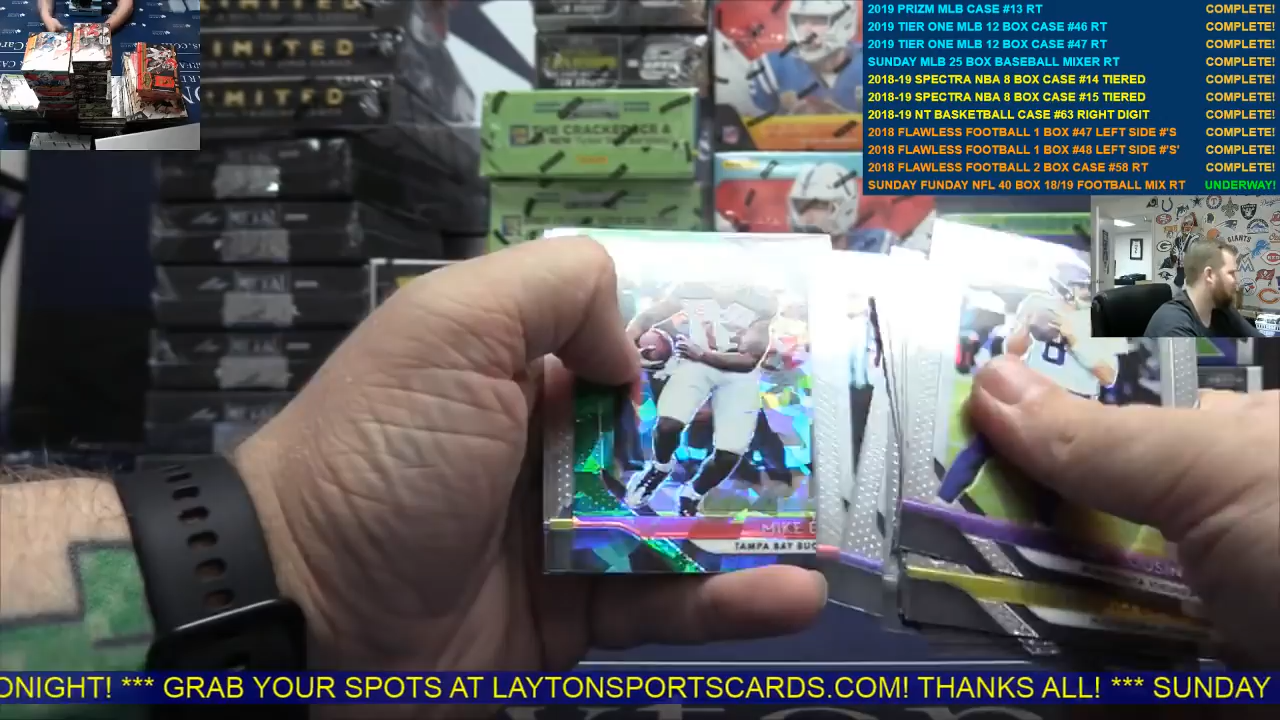 2019 PRIZM MLB CASE #13 RT COMPLETE!
2019 TIER ONE MLB 12 BOX CASE #46 RT COMPLETE!
2019 TIER ONE MLB 12 BOX CASE #47 RT COMPLETE!
SUNDAY MLB 25 BOX BASEBALL MIXER RT COMPLETE!
2018-19 SPECTRA NBA 8 BOX CASE #14 TIERED COMPLETE!
2018-19 SPECTRA NBA 8 BOX CASE #15 TIERED COMPLETE!
2018-19 NT BASKETBALL CASE #63 RIGHT DIGIT COMPLETE!
2018 FLAWLESS FOOTBALL 1 BOX #47 LEFT SIDE #'S COMPLETE!
2018 FLAWLESS FOOTBALL 1 BOX #48 LEFT SIDE #'S' COMPLETE!
2018 FLAWLESS FOOTBALL 2 BOX CASE #58 RT COMPLETE!
SUNDAY FUNDAY NFL 40 BOX 18/19 FOOTBALL MIX RT UNDERWAY!
LIMITED
IMITED
THE CRACKERJACK &
GIANTS
MIKE E
TAMPA BAY BUC
ONIGHT! *** GRAB YOUR SPOTS AT LAYTONSPORTSCARDS.COM! THANKS ALL! *** SUNDAY